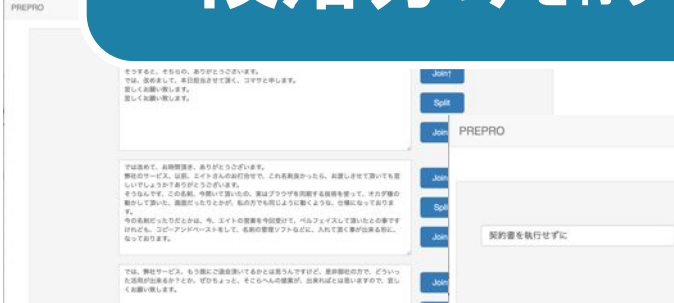 PREPRO
そうすると、そちらの、ありがとうございます。
では、改めまして、本日担当させて頂く、コマサと申します。
宜しくお願い致します。
宜しくお願い致します。
Join↑
Split
Join
では改めて、お時間頂き、ありがとうございます。
弊社のサービス、以前、エイトさんのお打合せで、これ名刺良かったら、お渡しさせて頂いても宜
しいでしょうか?ありがとうございます。
そうなんです、この名刺、今開いて頂いたの、実はブラウザを同期する技術を使って、オカダ様の
動かして頂いた、画面だったりとかが、私の方でも同じように動くような、仕様になっておりま
す。
今の名刺だったりだとかは、今、エイトの営業を今回受けて、ベルフェイスして頂いたとの事です
けれども、コピーアンドペーストをして、名刺の管理ソフトなどに、入れて頂く事が出来る形に、
なっております。
Join
Split
Join
では、弊社サービス、もう既にご過会頂いてるかとは思うんですけど、是非御社の方で、どういっ
た活用が出来るか?とか、ぜひちょっと、そこらへんの提案が、出来ればとは思いますので、宜し
くお願い致します。
Join
PREPRO
契約書を執行せずに